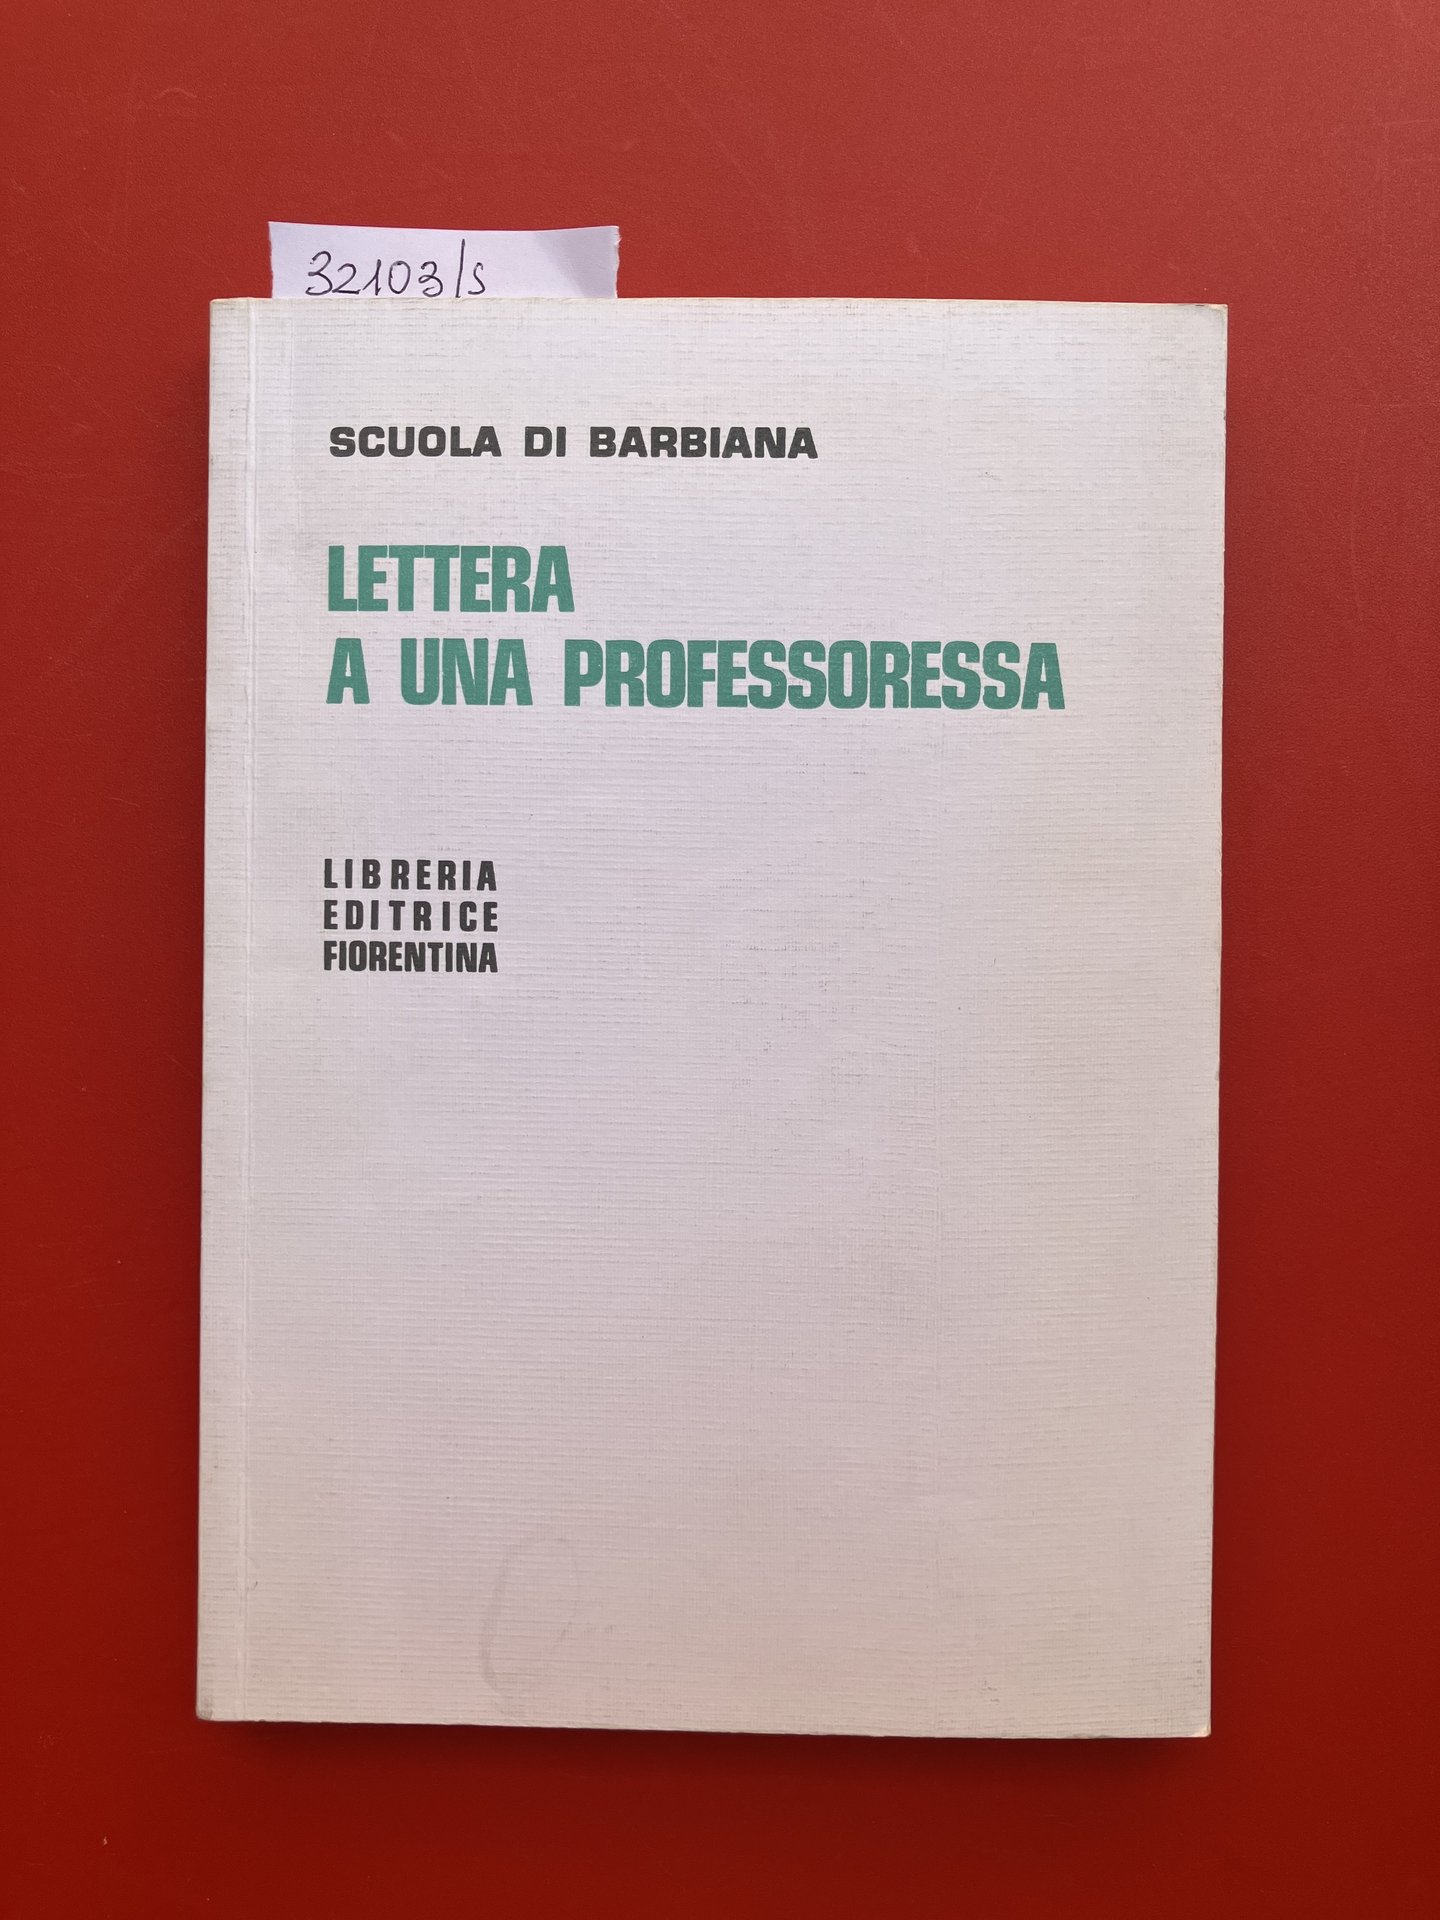 32103/s
SCUOLA DI BARBIANA
LETTERA
A UNA PROFESSORESSA
LIBRERIA
EDITRICE
FIORENTINA